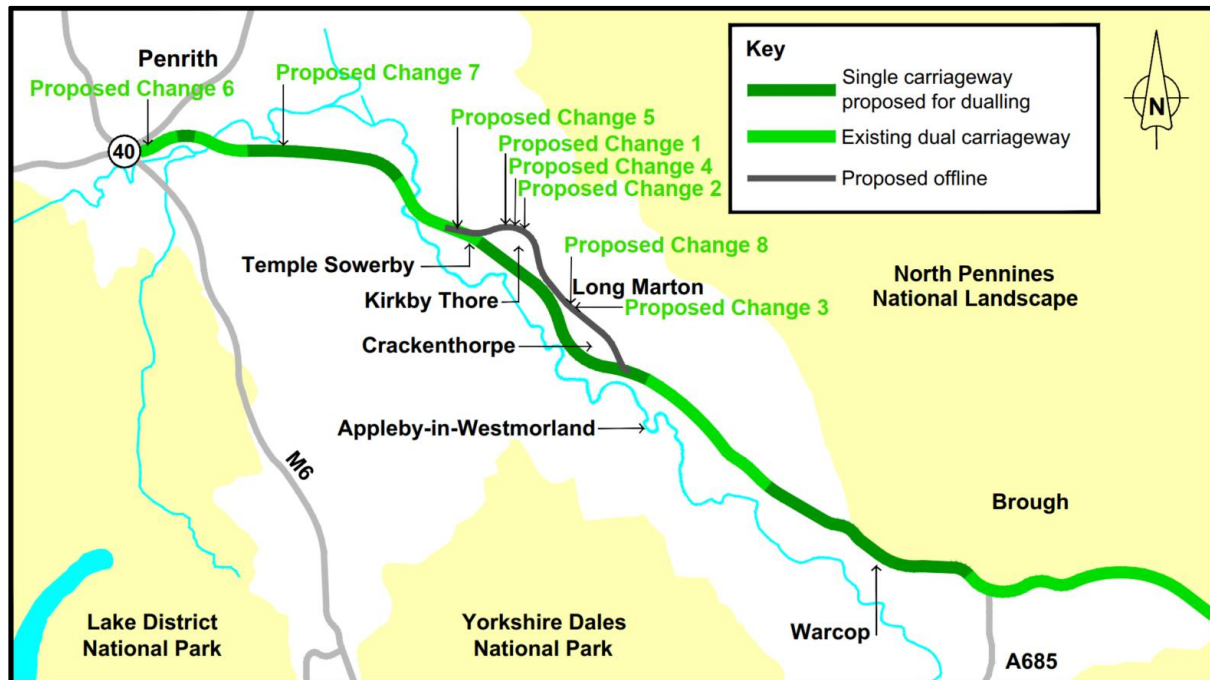 Penrith
Proposed Change 6
Proposed Change 7
Proposed Change 5
Proposed Change 1
Proposed Change 4
Proposed Change 2
Proposed Change 8
Proposed Change 3
40
Temple Sowerby
Kirkby Thore
Long Marton
Crackenthorpe
Appleby-in-Westmorland
M6
North Pennines
National Landscape
Brough
Warcop
A685
Lake District
National Park
Yorkshire Dales
National Park
Key
Single carriageway
proposed for dualling
Existing dual carriageway
Proposed offline
N